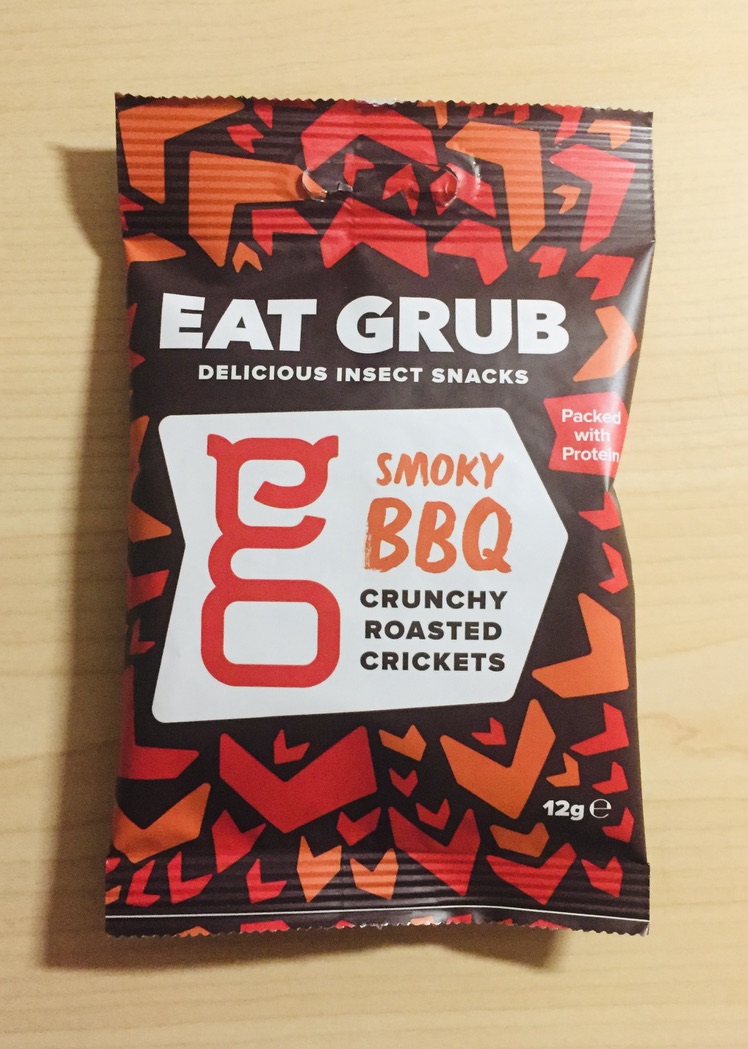 EAT GRUB
DELICIOUS INSECT SNACKS
Packed
with
Protein
SMOKY
BBQ
CRUNCHY
ROASTED
CRICKETS
12g ℮